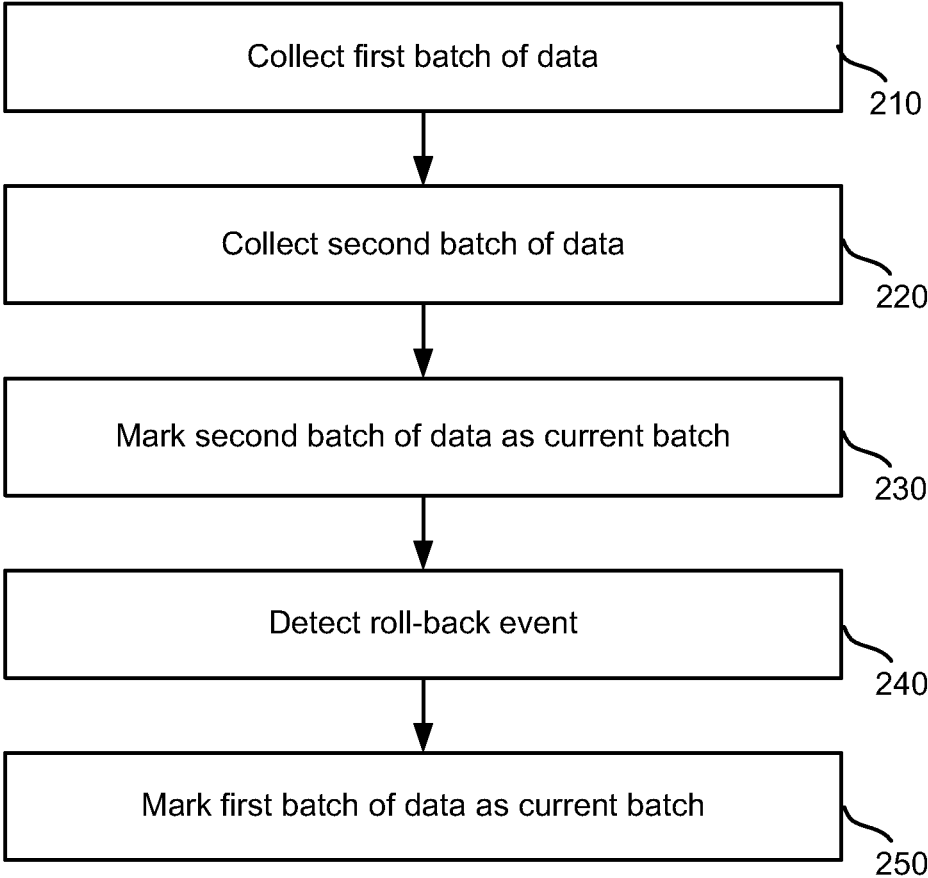 Collect first batch of data
210
Collect second batch of data
220
Mark second batch of data as current batch
230
Detect roll-back event
240
Mark first batch of data as current batch
250